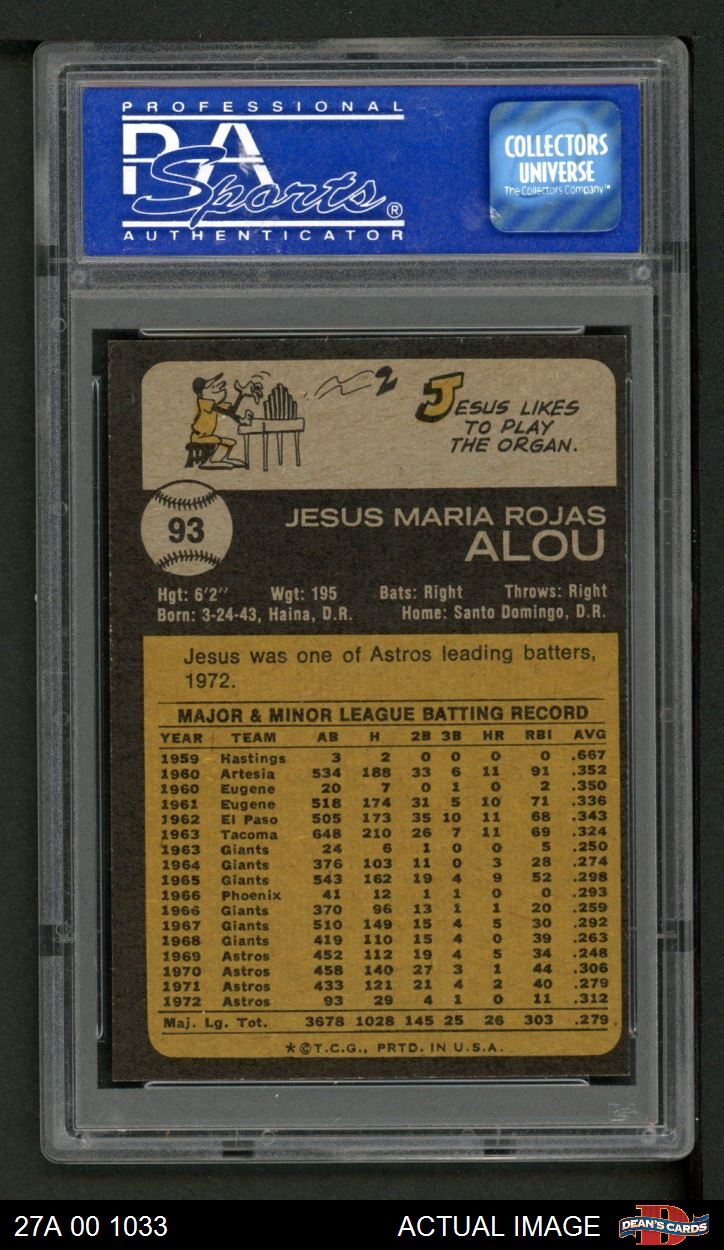 PROFESSIONAL
PSA
Sports®
AUTHENTICATOR
COLLECTORS
UNIVERSE
The Collectors Company™
JESUS LIKES
TO PLAY
THE ORGAN.
93
JESUS MARIA ROJAS
ALOU
Hgt: 6'2" Wgt: 195 Bats: Right Throws: Right
Born: 3-24-43, Haina, D.R. Home: Santo Domingo, D.R.
Jesus was one of Astros leading batters,
1972.
MAJOR & MINOR LEAGUE BATTING RECORD
YEAR TEAM AB H 2B 3B HR RBI AVG
1959 Hastings 3 2 0 0 0 0 .667
1960 Artesia 534 188 33 6 11 91 .352
1960 Eugene 20 7 0 1 0 2 .350
1961 Eugene 518 174 31 5 10 71 .336
1962 El Paso 505 173 35 10 11 68 .343
1963 Tacoma 648 210 26 7 11 69 .324
1963 Giants 24 6 1 0 0 5 .250
1964 Giants 376 103 11 0 3 28 .274
1965 Giants 543 162 19 4 9 52 .298
1966 Phoenix 41 12 1 1 0 0 .293
1966 Giants 370 96 13 1 1 20 .259
1967 Giants 510 149 15 4 5 30 .292
1968 Giants 419 110 15 4 0 39 .263
1969 Astros 452 112 19 4 5 34 .248
1970 Astros 458 140 27 3 1 44 .306
1971 Astros 433 121 21 4 2 40 .279
1972 Astros 93 29 4 1 0 11 .312
Maj. Lg. Tot. 3678 1028 145 25 26 303 .279
*©T.C.G., PRTD. IN U.S.A.
PSA
27A 00 1033
ACTUAL IMAGE
DEAN'S CARDS